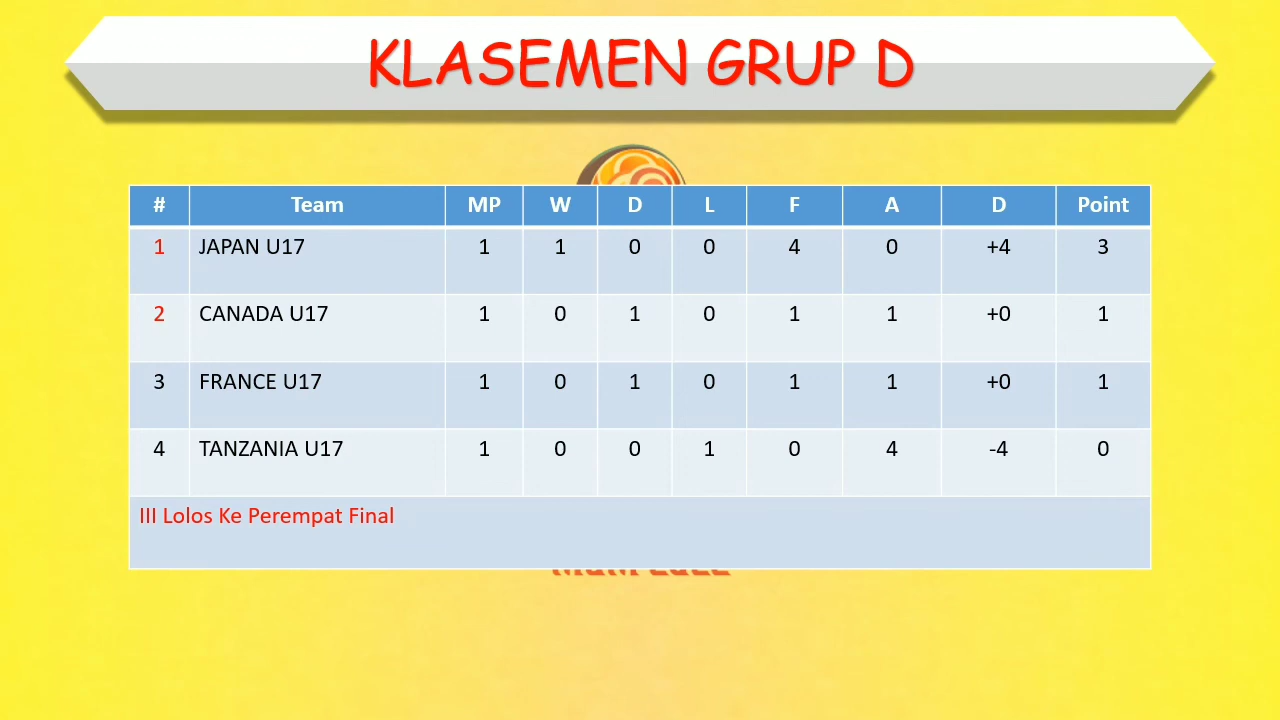 KLASEMEN GRUP D
# Team MP W D L F A D Point
1 JAPAN U17 1 1 0 0 4 0 +4 3
2 CANADA U17 1 0 1 0 1 1 +0 1
3 FRANCE U17 1 0 1 0 1 1 +0 1
4 TANZANIA U17 1 0 0 1 0 4 -4 0
III Lolos Ke Perempat Final